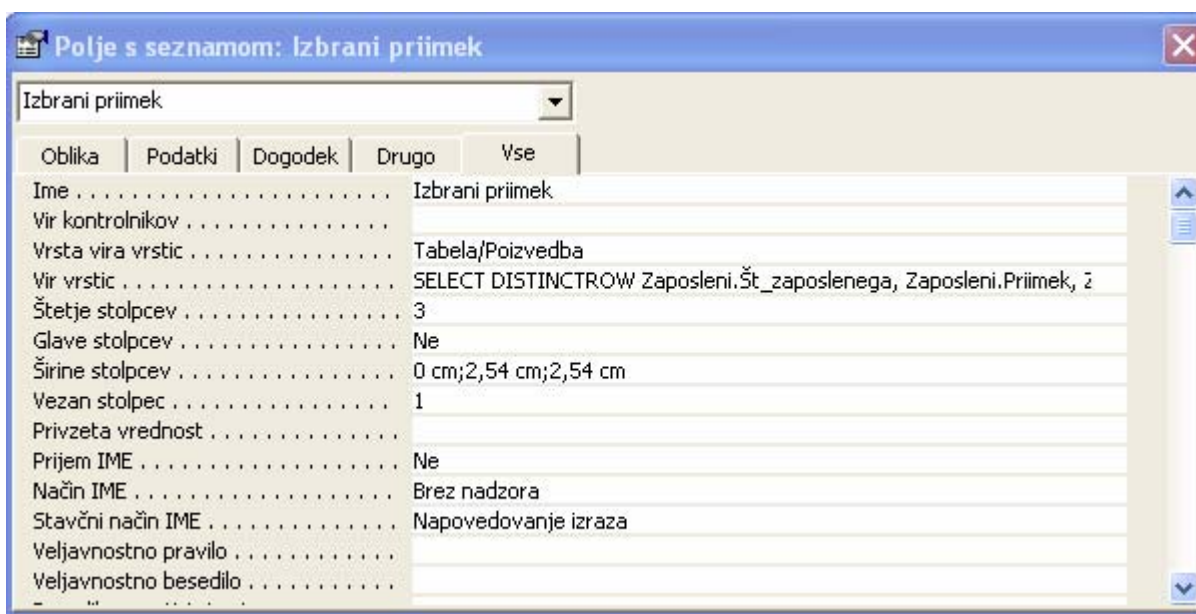 Polje s seznamom: Izbrani priimek
Izbrani priimek
Oblika Podatki Dogodek Drugo Vse
Ime . . . . . . . . . . . . . . . . . . . . . . . Izbrani priimek
Vir kontrolnikov . . . . . . . . . . . . . . .
Vrsta vira vrstic . . . . . . . . . . . . . . . Tabela/Poizvedba
Vir vrstic . . . . . . . . . . . . . . . . . . . . SELECT DISTINCTROW Zaposleni.Št_zaposlenega, Zaposleni.Priimek,
Štetje stolpcev . . . . . . . . . . . . . . . . 3
Glave stolpcev . . . . . . . . . . . . . . . . Ne
Širine stolpcev . . . . . . . . . . . . . . . . 0 cm;2,54 cm;2,54 cm
Vezan stolpec . . . . . . . . . . . . . . . . 1
Privzeta vrednost . . . . . . . . . . . . . .
Prijem IME . . . . . . . . . . . . . . . . . . . Ne
Način IME . . . . . . . . . . . . . . . . . . . Brez nadzora
Stavčni način IME . . . . . . . . . . . . . . Napovedovanje izraza
Veljavnostno pravilo . . . . . . . . . . . .
Veljavnostno besedilo . . . . . . . . . . .